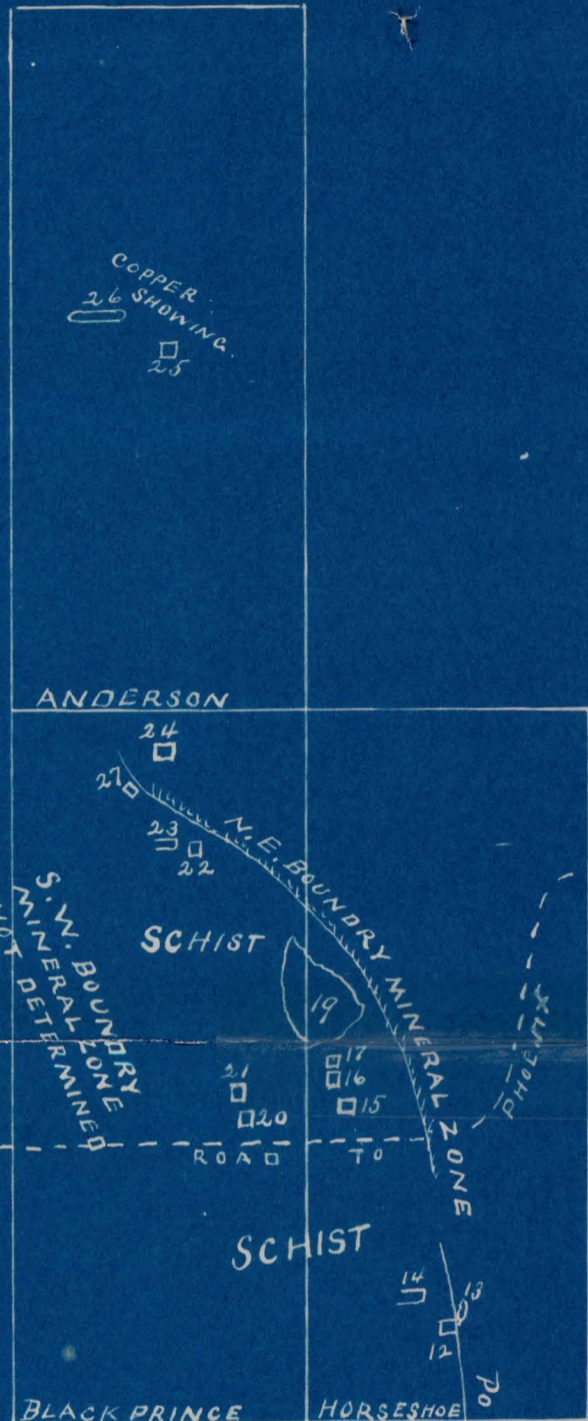 COPPER
26 SHOWING.
25
ANDERSON
24
27
23
22
N.E. BOUNDRY MINERAL ZONE
S.W. BOUNDRY
MINERAL ZONE
NOT DETERMINED
SCHIST
19
PHOENIX
17
16
15
21
20
ROAD TO
SCHIST
14
13
12
Po
BLACK PRINCE
HORSESHOE